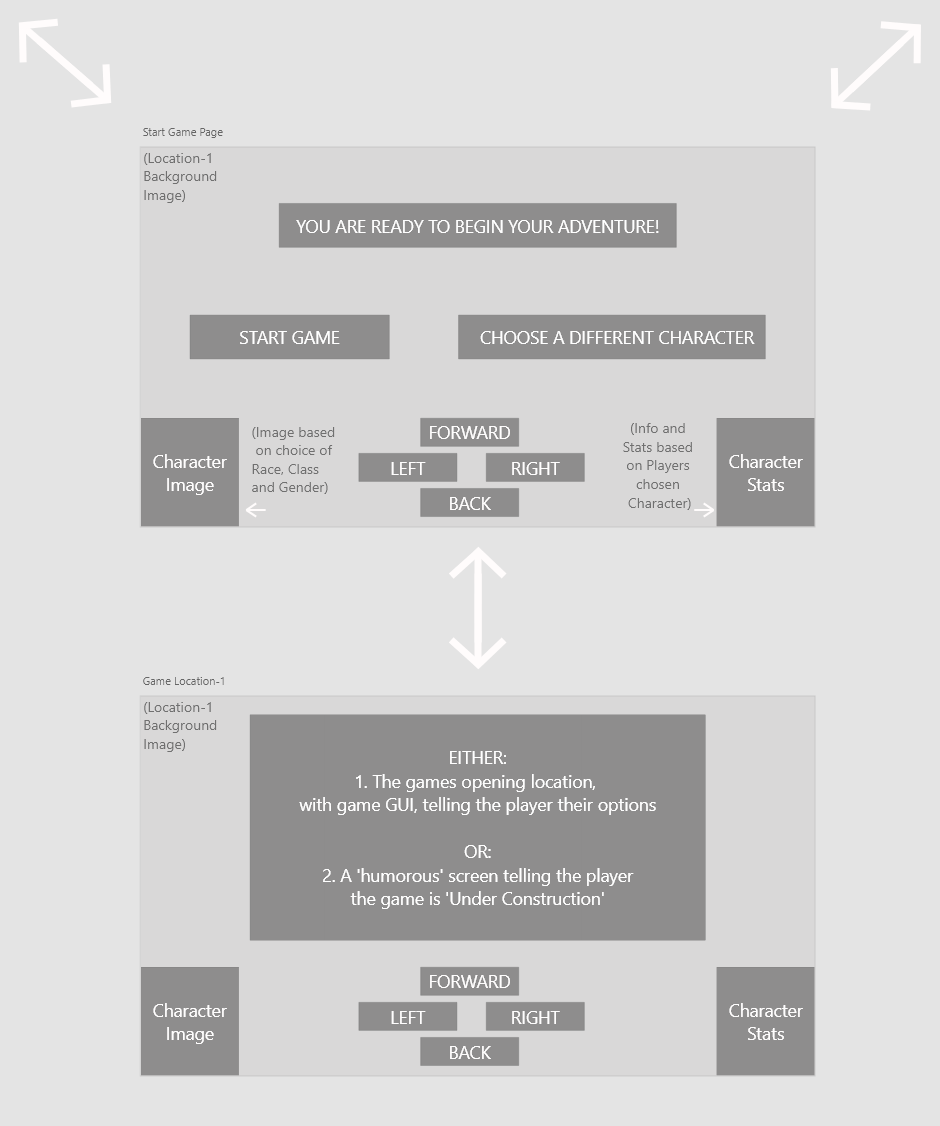 Start Game Page
(Location-1
Background
Image)
YOU ARE READY TO BEGIN YOUR ADVENTURE!
START GAME
CHOOSE A DIFFERENT CHARACTER
Character
Image
(Image based
on choice of
Race, Class
and Gender)
FORWARD
LEFT
RIGHT
BACK
(Info and
Stats based
on Players
chosen
Character)
Character
Stats
Game Location-1
(Location-1
Background
Image)
EITHER:
1. The games opening location,
with game GUI, telling the player their options
OR:
2. A 'humorous' screen telling the player
the game is 'Under Construction'
Character
Image
FORWARD
LEFT
RIGHT
BACK
Character
Stats